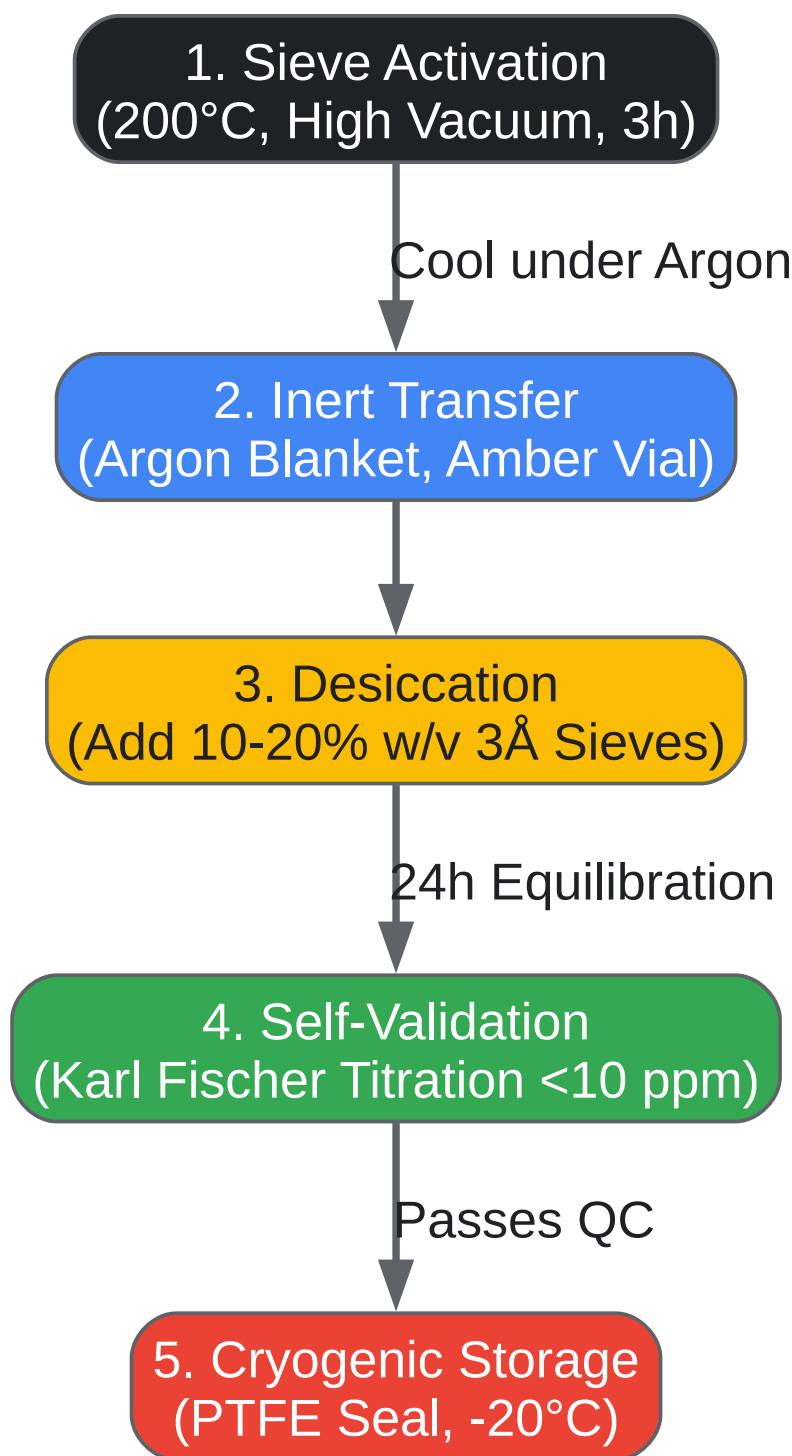 1. Sieve Activation
(200°C, High Vacuum, 3h)
Cool under Argon
2. Inert Transfer
(Argon Blanket, Amber Vial)
3. Desiccation
(Add 10-20% w/v 3Å Sieves)
24h Equilibration
4. Self-Validation
(Karl Fischer Titration <10 ppm)
Passes QC
5. Cryogenic Storage
(PTFE Seal, -20°C)